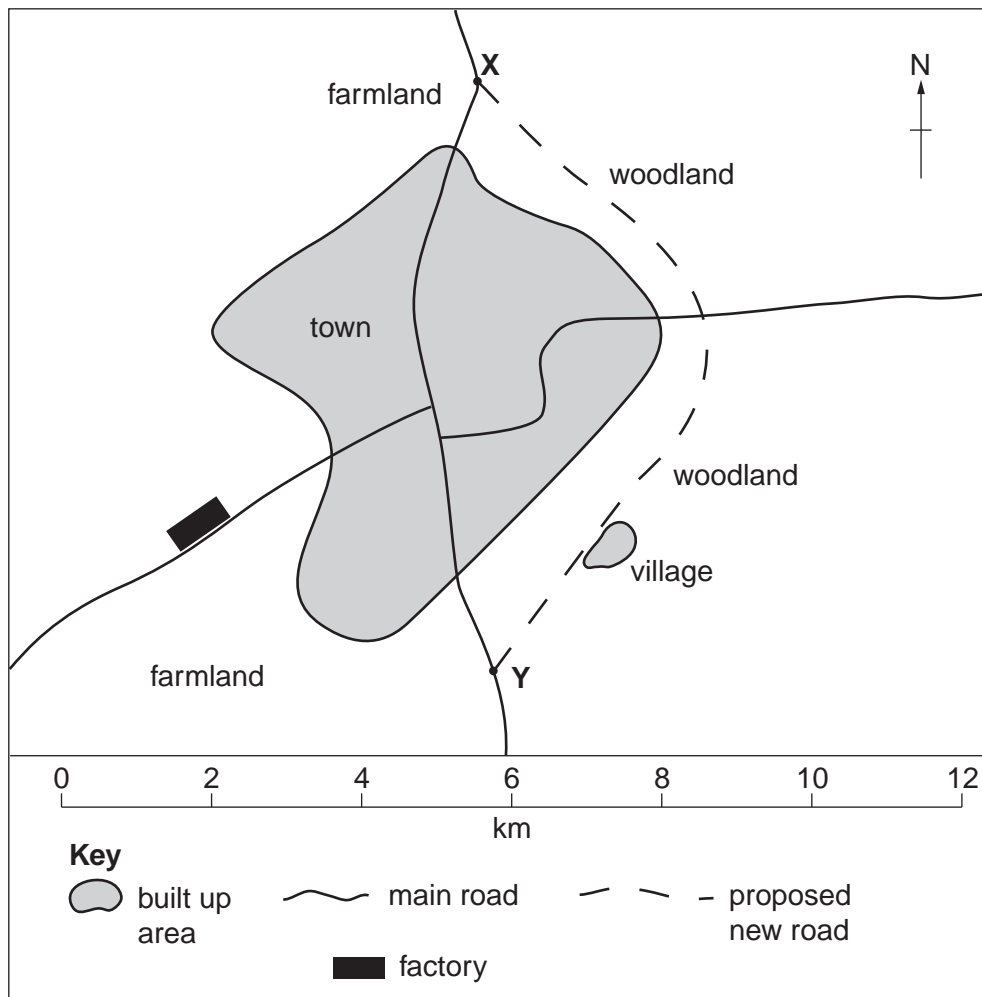 X
N
farmland
woodland
town
woodland
village
farmland
Y
0 2 4 6 8 10 12
km
Key
built up
area
main road
proposed
new road
factory